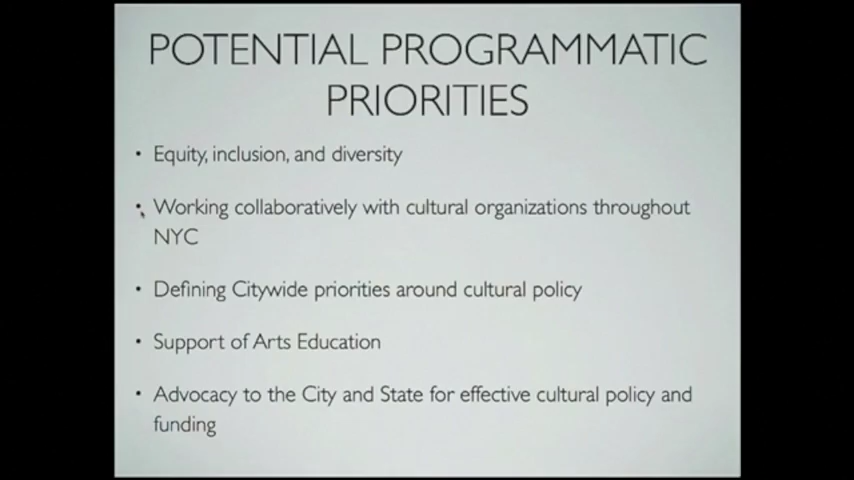 POTENTIAL PROGRAMMATIC
PRIORITIES
• Equity, inclusion, and diversity
• Working collaboratively with cultural organizations throughout
NYC
• Defining Citywide priorities around cultural policy
• Support of Arts Education
• Advocacy to the City and State for effective cultural policy and
funding